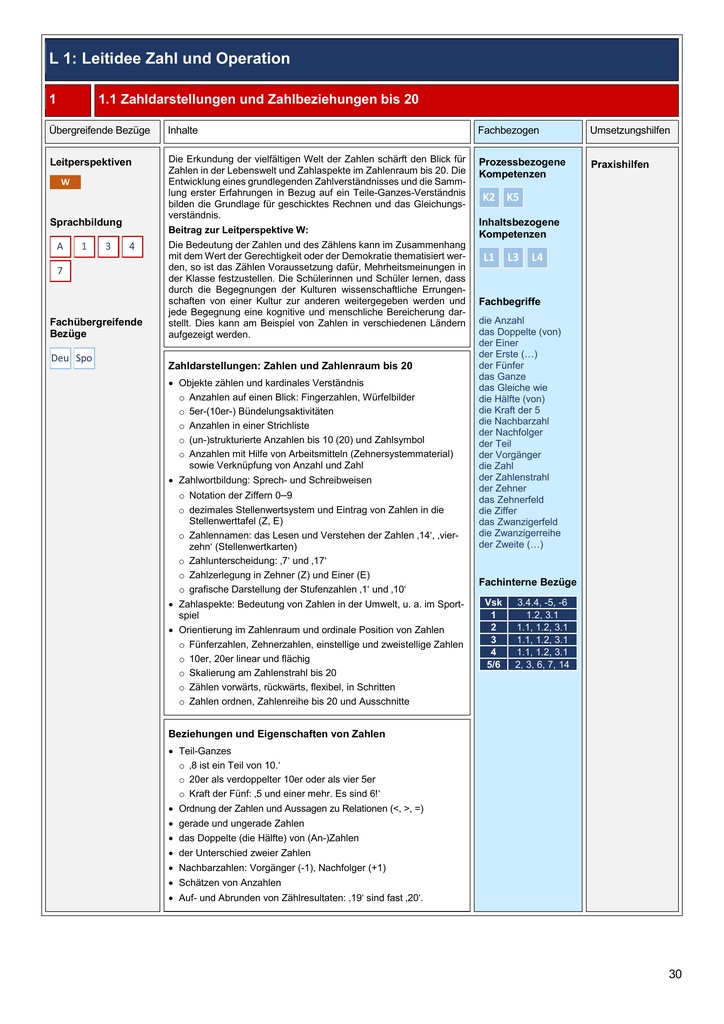 L 1: Leitidee Zahl und Operation
1
1.1 Zahldarstellungen und Zahlbeziehungen bis 20
Übergreifende Bezüge
Inhalte
Fachbezogen
Umsetzungshilfen
Leitperspektiven
W
Sprachbildung
A 1 3 4
7
Fachübergreifende
Bezüge
Deu Spo
Die Erkundung der vielfältigen Welt der Zahlen schärft den Blick für
Zahlen in der Lebenswelt und Zahlaspekte im Zahlenraum bis 20. Die
Entwicklung eines grundlegenden Zahlverständnisses und die Samm-
lung erster Erfahrungen in Bezug auf ein Teile-Ganzes-Verständnis
bilden die Grundlage für geschicktes Rechnen und das Gleichungs-
verständnis.
Beitrag zur Leitperspektive W:
Die Bedeutung der Zahlen und des Zählens kann im Zusammenhang
mit dem Wert der Gerechtigkeit oder der Demokratie thematisiert wer-
den, so ist das Zählen Voraussetzung dafür, Mehrheitsmeinungen in
der Klasse festzustellen. Die Schülerinnen und Schüler lernen, dass
durch die Begegnungen der Kulturen wissenschaftliche Errungen-
schaften von einer Kultur zur anderen weitergegeben werden und
jede Begegnung eine kognitive und menschliche Bereicherung dar-
stellt. Dies kann am Beispiel von Zahlen in verschiedenen Ländern
aufgezeigt werden.
Zahldarstellungen: Zahlen und Zahlenraum bis 20
• Objekte zählen und kardinales Verständnis
o Anzahlen auf einen Blick: Fingerzahlen, Würfelbilder
o 5er-(10er-) Bündelungsaktivitäten
o Anzahlen in einer Strichliste
o (un-)strukturierte Anzahlen bis 10 (20) und Zahlsymbol
o Anzahlen mit Hilfe von Arbeitsmitteln (Zehnersystemmaterial)
sowie Verknüpfung von Anzahl und Zahl
• Zahlwortbildung: Sprech- und Schreibweisen
o Notation der Ziffern 0–9
o dezimales Stellenwertsystem und Eintrag von Zahlen in die
Stellenwerttafel (Z, E)
o Zahlennamen: das Lesen und Verstehen der Zahlen ‚14‘, ‚vier-
zehn‘ (Stellenwertkarten)
o Zahlunterscheidung: ‚7‘ und ‚17‘
o Zahlzerlegung in Zehner (Z) und Einer (E)
o grafische Darstellung der Stufenzahlen ‚1‘ und ‚10‘
• Zahlaspekte: Bedeutung von Zahlen in der Umwelt, u. a. im Sport-
spiel
• Orientierung im Zahlenraum und ordinale Position von Zahlen
o Fünferzahlen, Zehnerzahlen, einstellige und zweistellige Zahlen
o 10er, 20er linear und flächig
o Skalierung am Zahlenstrahl bis 20
o Zählen vorwärts, rückwärts, flexibel, in Schritten
o Zahlen ordnen, Zahlenreihe bis 20 und Ausschnitte
Beziehungen und Eigenschaften von Zahlen
• Teil-Ganzes
o ‚8 ist ein Teil von 10.‘
o 20er als verdoppelter 10er oder als vier 5er
o Kraft der Fünf: ‚5 und einer mehr. Es sind 6!‘
• Ordnung der Zahlen und Aussagen zu Relationen (<, >, =)
• gerade und ungerade Zahlen
• das Doppelte (die Hälfte) von (An-)Zahlen
• der Unterschied zweier Zahlen
• Nachbarzahlen: Vorgänger (-1), Nachfolger (+1)
• Schätzen von Anzahlen
• Auf- und Abrunden von Zählresultaten: ‚19‘ sind fast ‚20‘.
Prozessbezogene
Kompetenzen
K2 K5
Inhaltsbezogene
Kompetenzen
L1 L3 L4
Fachbegriffe
die Anzahl
das Doppelte (von)
der Einer
der Erste (…)
der Fünfer
das Ganze
das Gleiche wie
die Hälfte (von)
die Kraft der 5
die Nachbarzahl
der Nachfolger
der Teil
der Vorgänger
die Zahl
der Zahlenstrahl
der Zehner
das Zehnerfeld
die Ziffer
das Zwanzigerfeld
die Zwanzigerreihe
der Zweite (…)
Fachinterne Bezüge
Vsk 3.4.4, -5, -6
1 1.2, 3.1
2 1.1, 1.2, 3.1
3 1.1, 1.2, 3.1
4 1.1, 1.2, 3.1
5/6 2, 3, 6, 7, 14
Praxishilfen
30